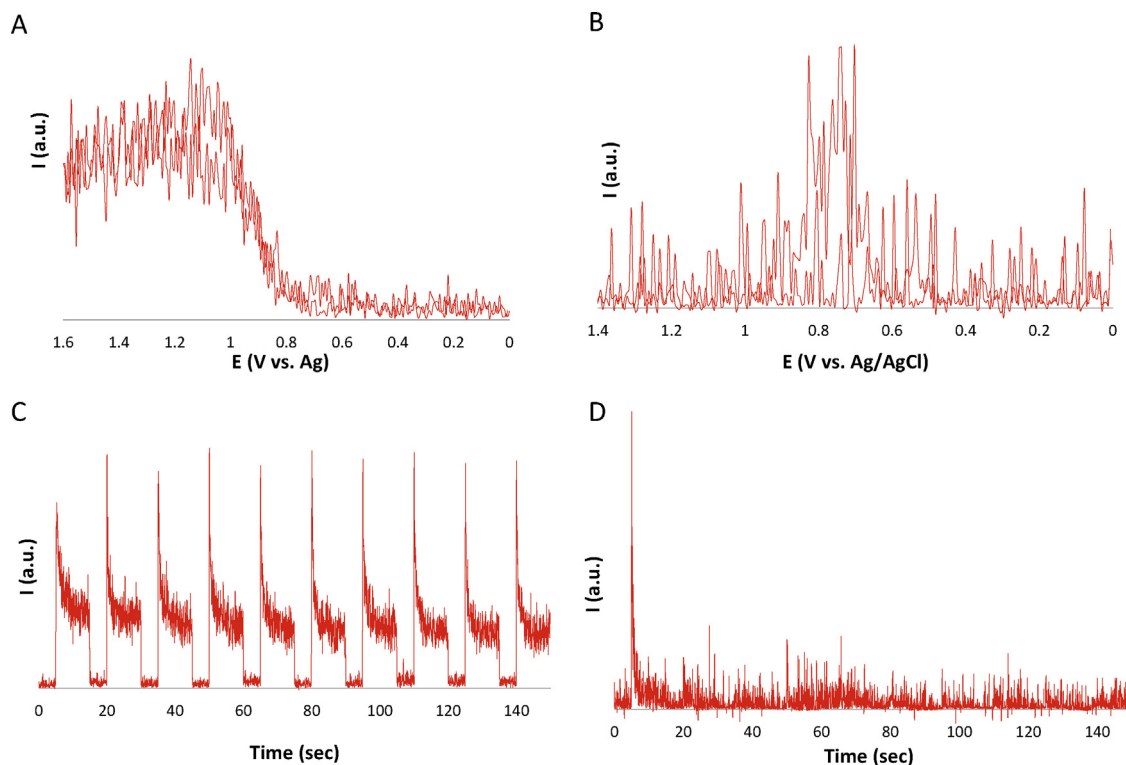 A
I (a.u.)
1.6 1.4 1.2 1 0.8 0.6 0.4 0.2 0
E (V vs. Ag)
B
I (a.u.)
1.4 1.2 1 0.8 0.6 0.4 0.2 0
E (V vs. Ag/AgCl)
C
I (a.u.)
0 20 40 60 80 100 120 140
Time (sec)
D
I (a.u.)
0 20 40 60 80 100 120 140
Time (sec)